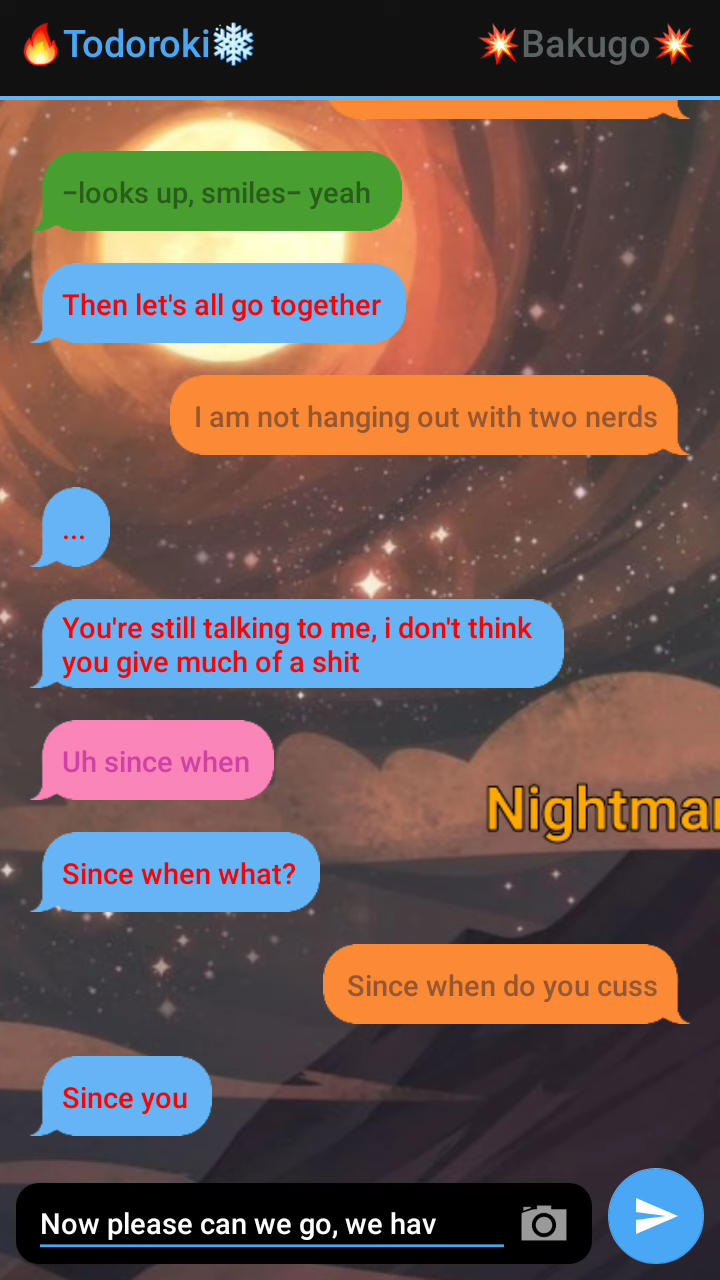 🔥Todoroki❄ 💥Bakugo💥
–looks up, smiles– yeah
Then let's all go together
I am not hanging out with two nerds
...
You're still talking to me, i don't think
you give much of a shit
Uh since when
Nightmar
Since when what?
Since when do you cuss
Since you
Now please can we go, we hav